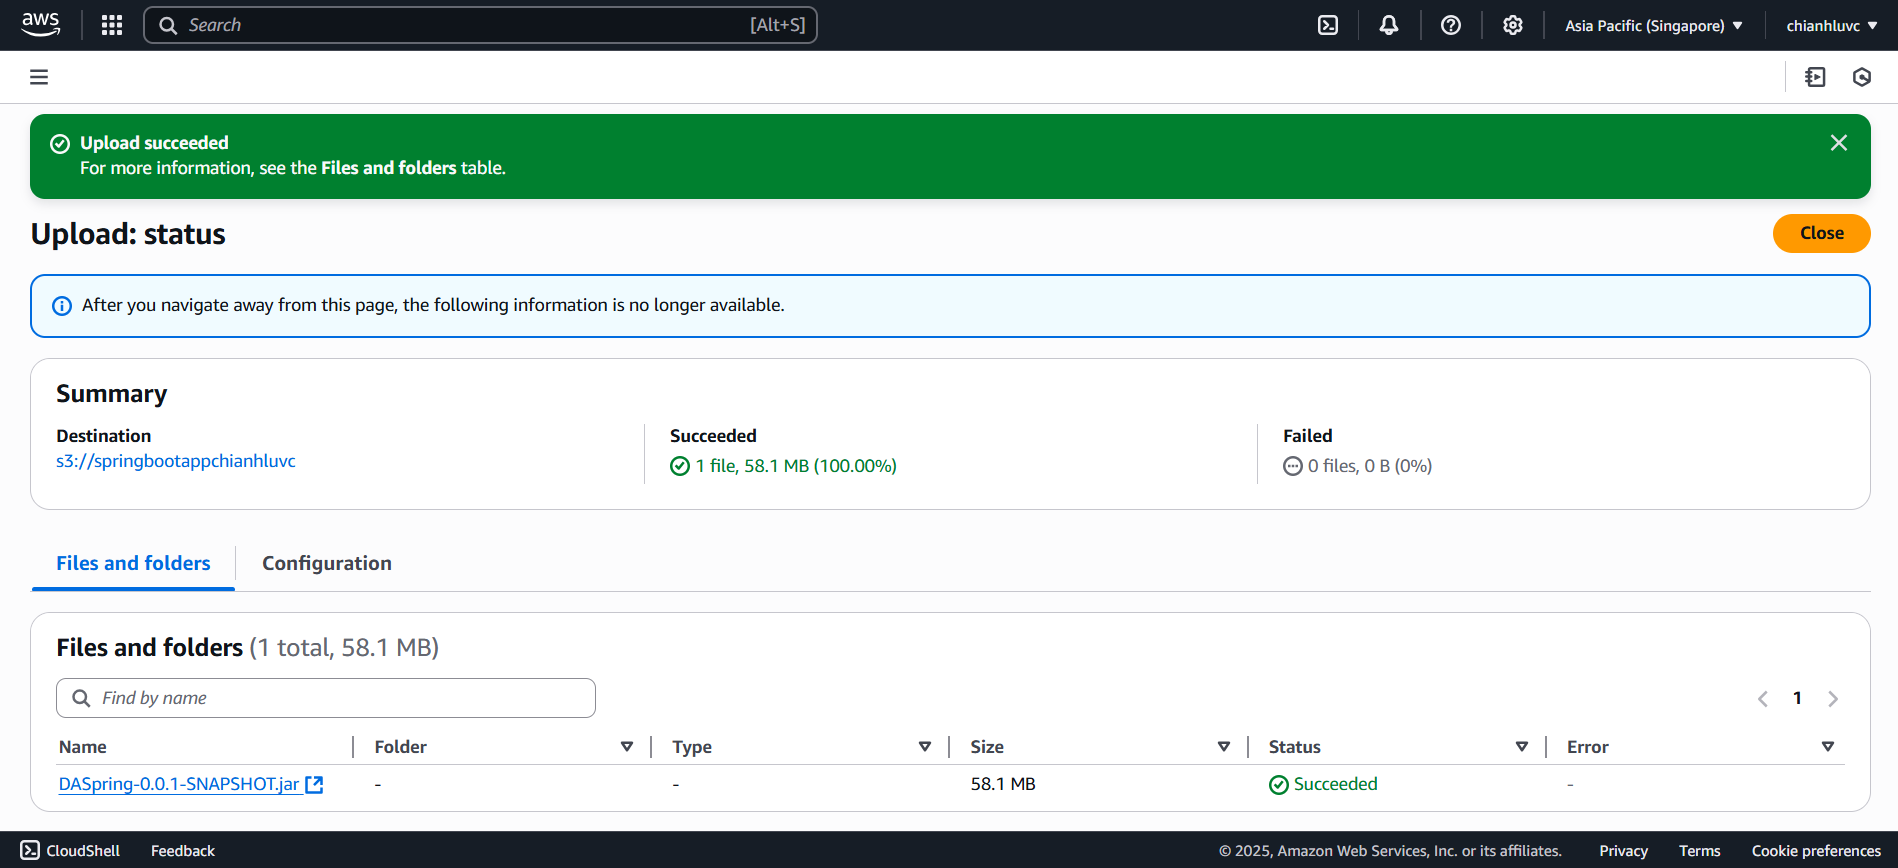 aws
Search
[Alt+S]
Asia Pacific (Singapore)
chianhluvc
Upload succeeded
For more information, see the Files and folders table.
Upload: status
Close
After you navigate away from this page, the following information is no longer available.
Summary
Destination
s3://springbootappchianhluvc
Succeeded
1 file, 58.1 MB (100.00%)
Failed
0 files, 0 B (0%)
Files and folders
Configuration
Files and folders (1 total, 58.1 MB)
Find by name
1
Name Folder Type Size Status Error
DASpring-0.0.1-SNAPSHOT.jar - - 58.1 MB Succeeded -
CloudShell Feedback © 2025, Amazon Web Services, Inc. or its affiliates. Privacy Terms Cookie preferences